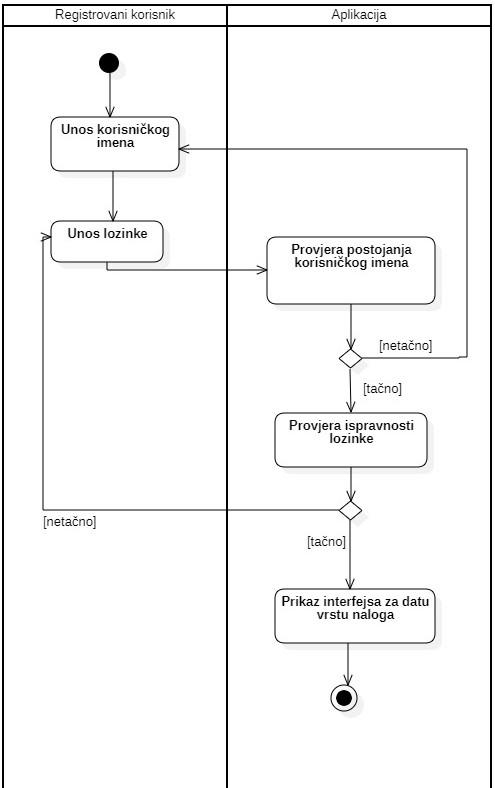 Registrovani korisnik
Aplikacija
Unos korisničkog
imena
Unos lozinke
Provjera postojanja
korisničkog imena
[netačno]
[tačno]
Provjera ispravnosti
lozinke
[netačno]
[tačno]
Prikaz interfejsa za datu
vrstu naloga